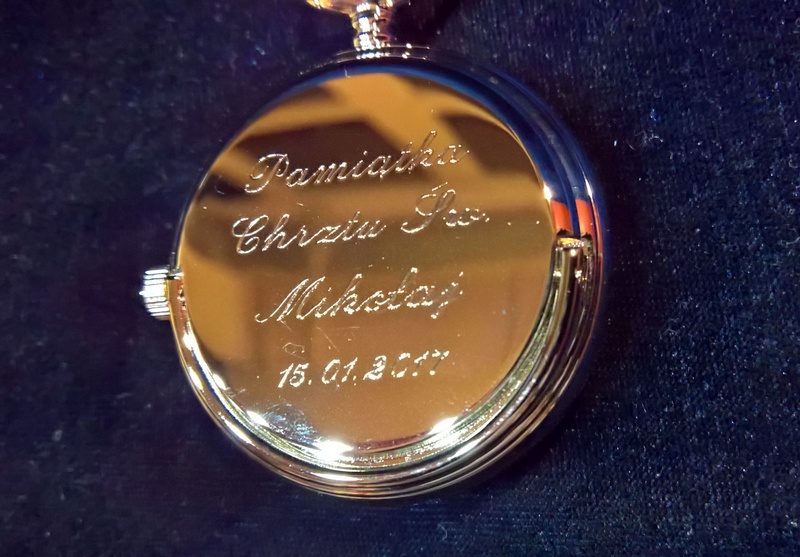 Pamiątka
Chrztu Św.
Mikołaj
15.01.2017